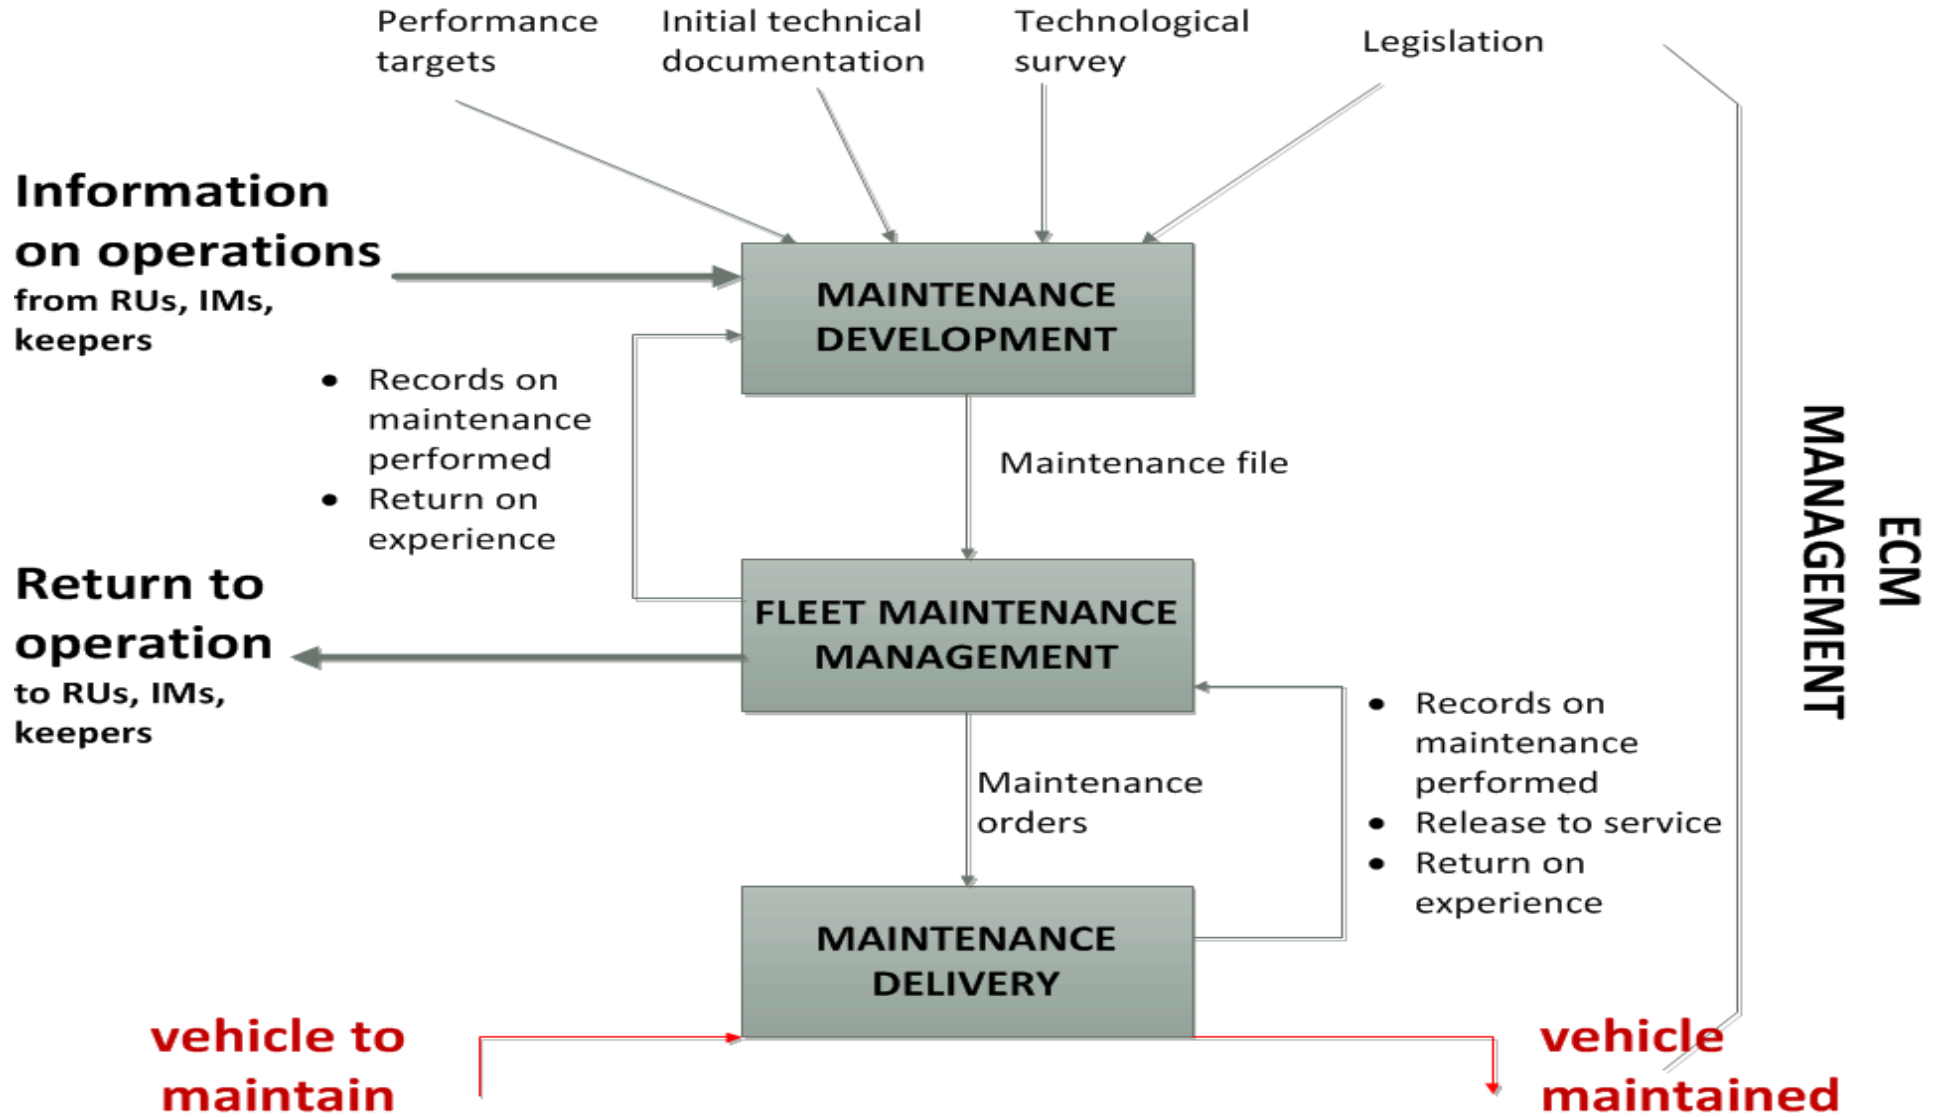 Performance
targets
Initial technical
documentation
Technological
survey
Legislation
Information
on operations
from RUs, IMs,
keepers
MAINTENANCE
DEVELOPMENT
• Records on
maintenance
performed
• Return on
experience
Maintenance file
Return to
operation
to RUs, IMs,
keepers
FLEET MAINTENANCE
MANAGEMENT
Maintenance
orders
• Records on
maintenance
performed
• Release to service
• Return on
experience
MAINTENANCE
DELIVERY
vehicle to
maintain
vehicle
maintained
ECM
MANAGEMENT